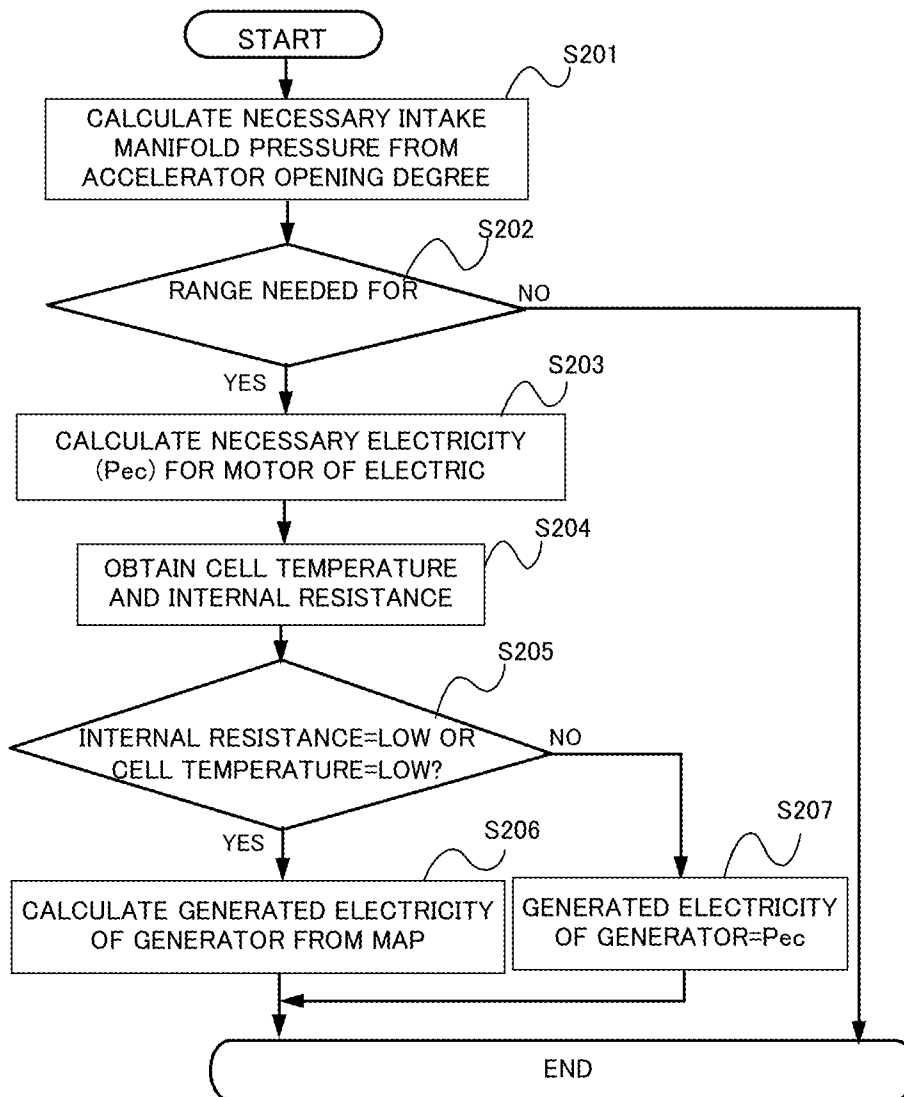 START
S201
CALCULATE NECESSARY INTAKE
MANIFOLD PRESSURE FROM
ACCELERATOR OPENING DEGREE
S202
RANGE NEEDED FOR
NO
YES
S203
CALCULATE NECESSARY ELECTRICITY
(Pec) FOR MOTOR OF ELECTRIC
S204
OBTAIN CELL TEMPERATURE
AND INTERNAL RESISTANCE
S205
INTERNAL RESISTANCE=LOW OR
CELL TEMPERATURE=LOW?
NO
YES
S206
CALCULATE GENERATED ELECTRICITY
OF GENERATOR FROM MAP
S207
GENERATED ELECTRICITY
OF GENERATOR=Pec
END